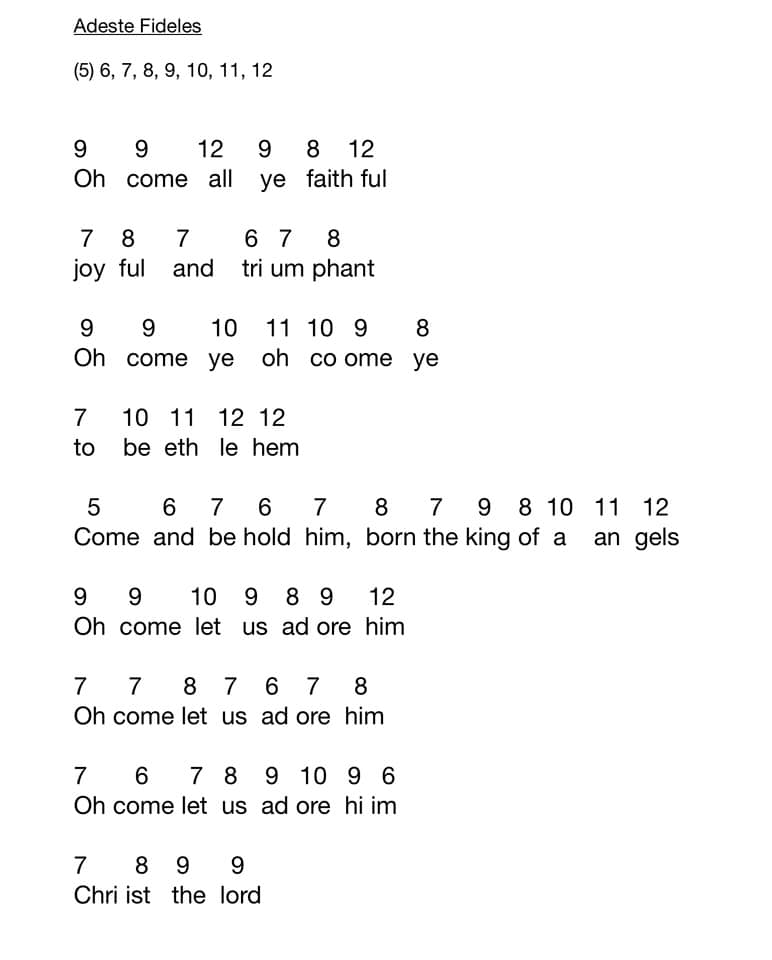 Adeste Fideles
(5) 6, 7, 8, 9, 10, 11, 12
9 9 12 9 8 12
Oh come all ye faith ful
7 8 7 6 7 8
joy ful and tri um phant
9 9 10 11 10 9 8
Oh come ye oh co ome ye
7 10 11 12 12
to be eth le hem
5 6 7 6 7 8 7 9 8 10 11 12
Come and be hold him, born the king of a an gels
9 9 10 9 8 9 12
Oh come let us ad ore him
7 7 8 7 6 7 8
Oh come let us ad ore him
7 6 7 8 9 10 9 6
Oh come let us ad ore hi im
7 8 9 9
Chri ist the lord